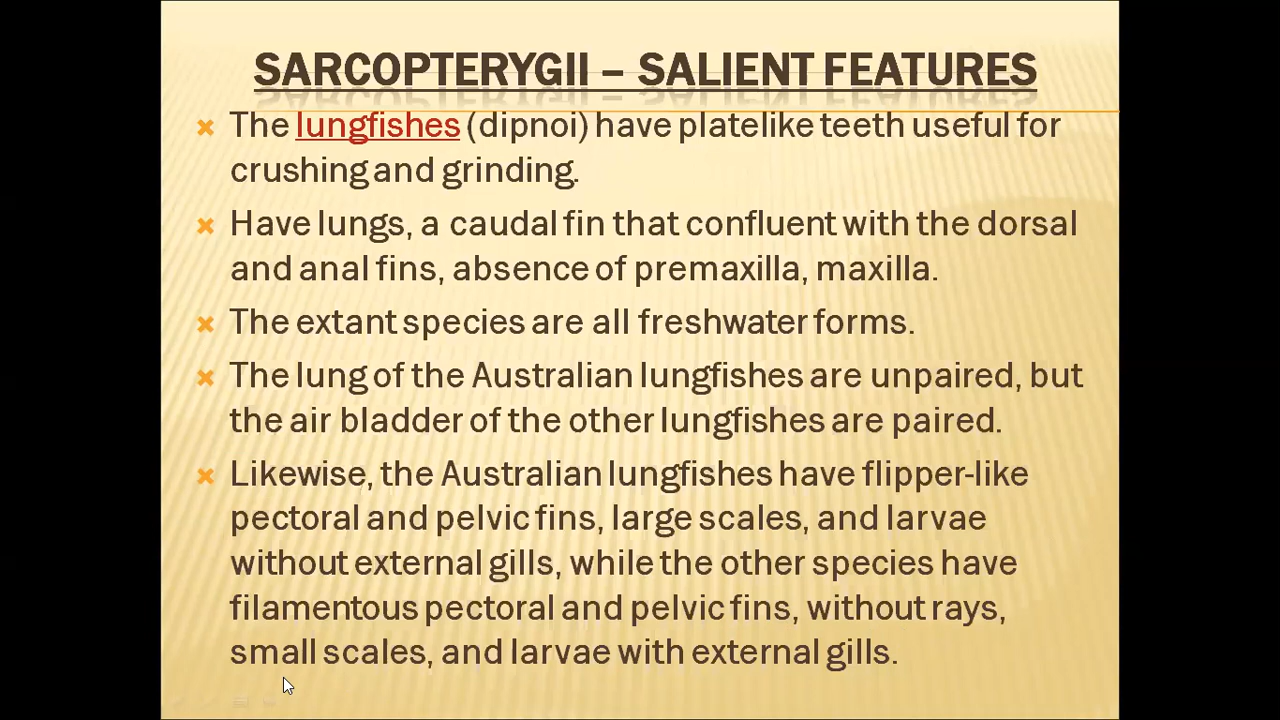 SARCOPTERYGII – SALIENT FEATURES
The lungfishes (dipnoi) have platelike teeth useful for
crushing and grinding.
Have lungs, a caudal fin that confluent with the dorsal
and anal fins, absence of premaxilla, maxilla.
The extant species are all freshwater forms.
The lung of the Australian lungfishes are unpaired, but
the air bladder of the other lungfishes are paired.
Likewise, the Australian lungfishes have flipper-like
pectoral and pelvic fins, large scales, and larvae
without external gills, while the other species have
filamentous pectoral and pelvic fins, without rays,
small scales, and larvae with external gills.